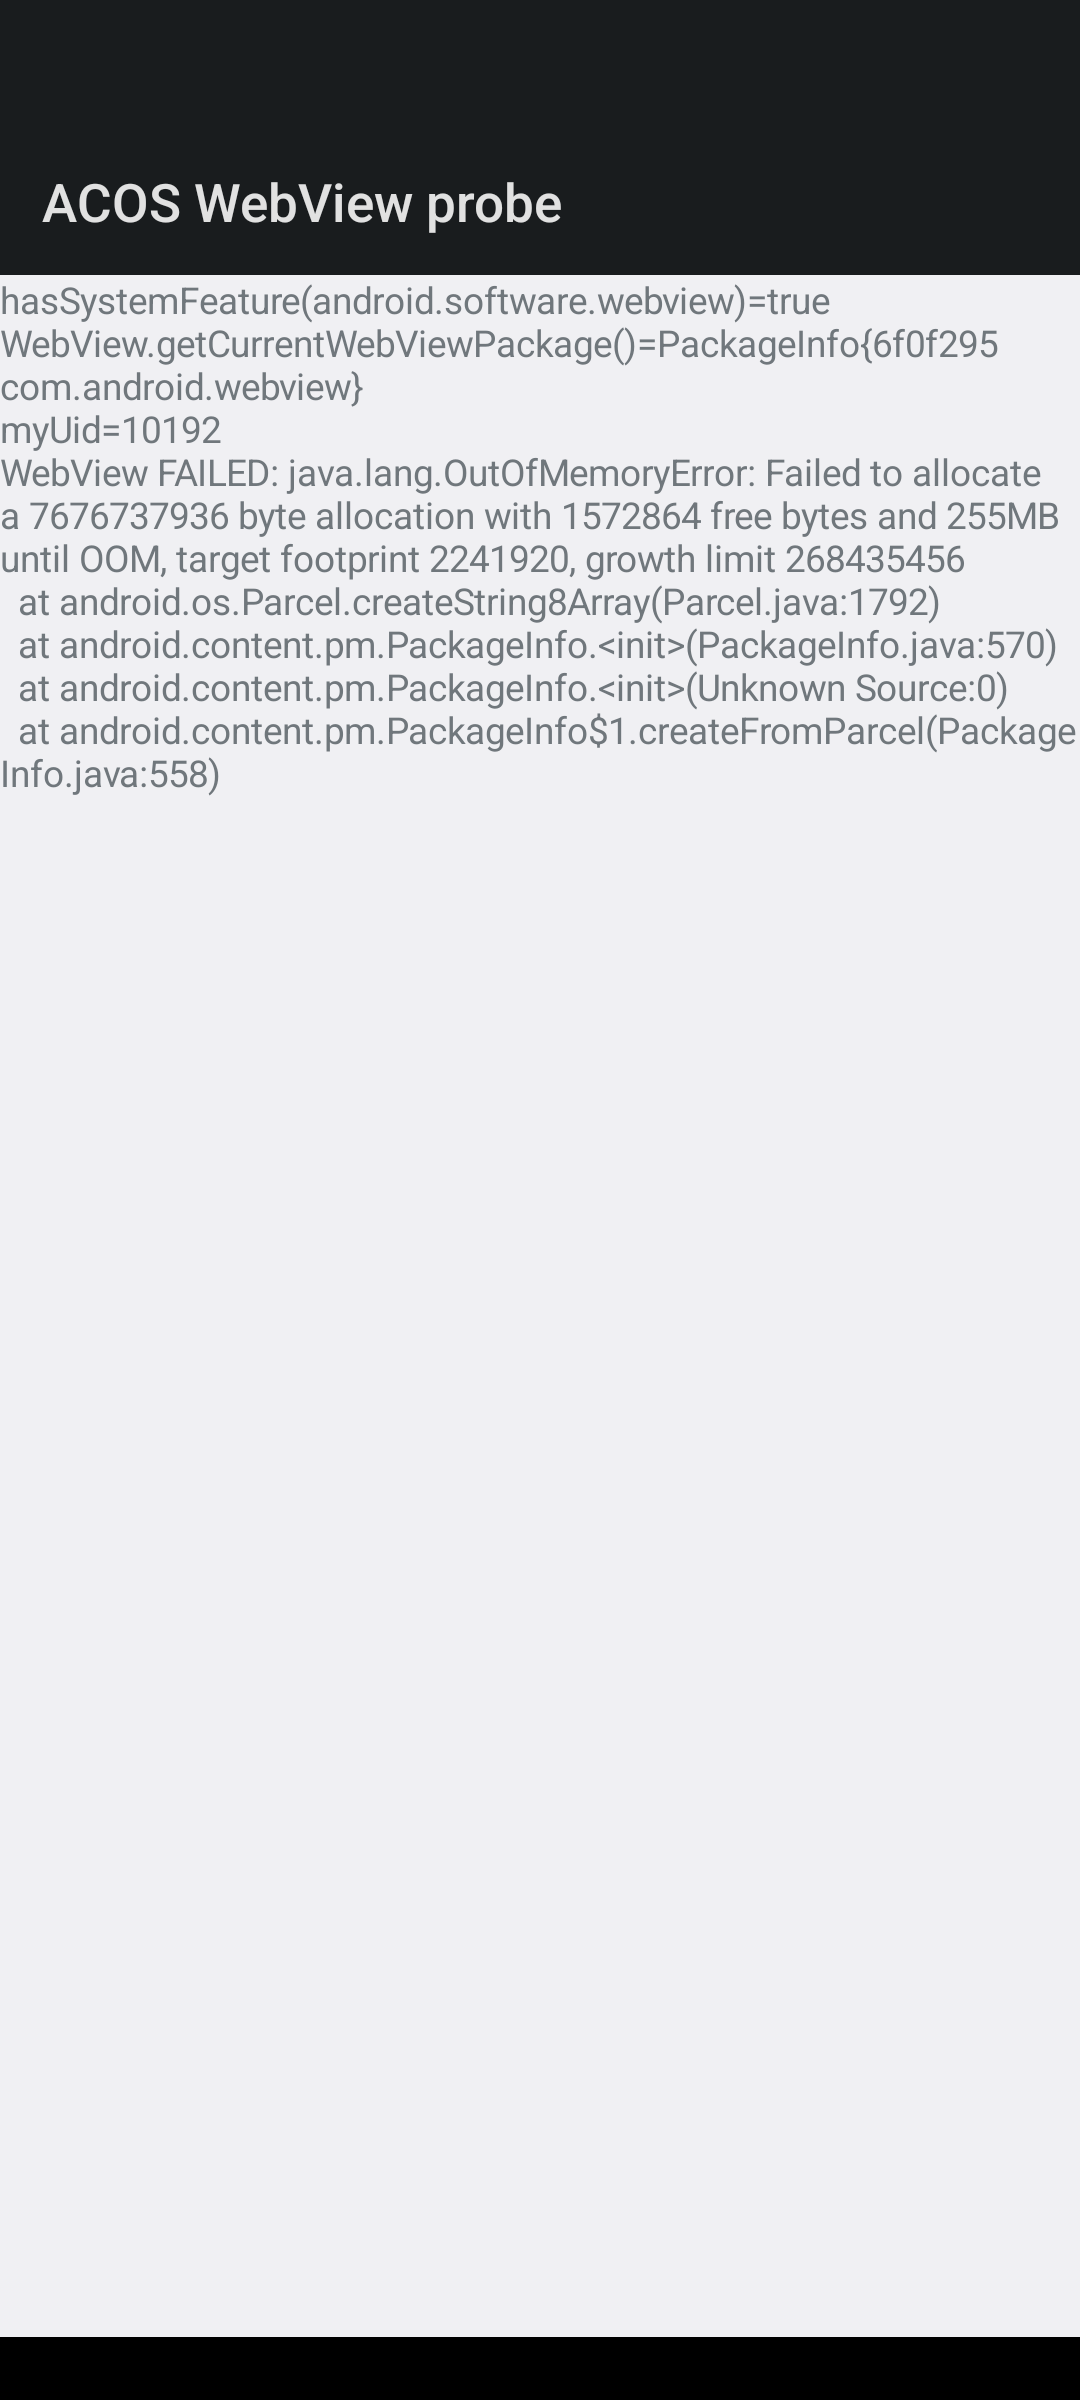 ACOS WebView probe
hasSystemFeature(android.software.webview)=true
WebView.getCurrentWebViewPackage()=PackageInfo{6f0f295
com.android.webview}
myUid=10192
WebView FAILED: java.lang.OutOfMemoryError: Failed to allocate
a 7676737936 byte allocation with 1572864 free bytes and 255MB
until OOM, target footprint 2241920, growth limit 268435456
  at android.os.Parcel.createString8Array(Parcel.java:1792)
  at android.content.pm.PackageInfo.<init>(PackageInfo.java:570)
  at android.content.pm.PackageInfo.<init>(Unknown Source:0)
  at android.content.pm.PackageInfo$1.createFromParcel(Package
Info.java:558)